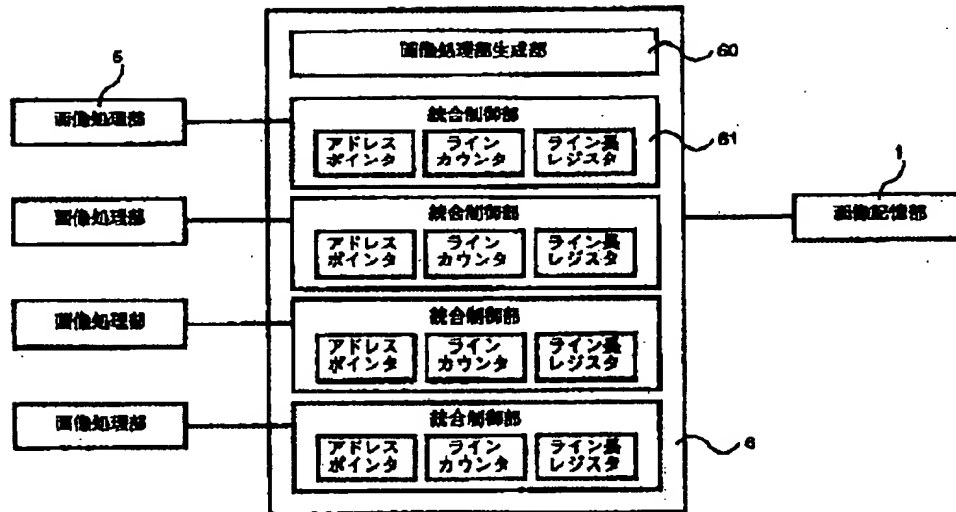 画像処理部生成部
60
5
画像処理部
統合制御部
61
アドレス
ポインタ
ライン
カウンタ
ライン長
レジスタ
1
画像記憶部
画像処理部
統合制御部
アドレス
ポインタ
ライン
カウンタ
ライン長
レジスタ
画像処理部
統合制御部
アドレス
ポインタ
ライン
カウンタ
ライン長
レジスタ
画像処理部
統合制御部
アドレス
ポインタ
ライン
カウンタ
ライン長
レジスタ
6